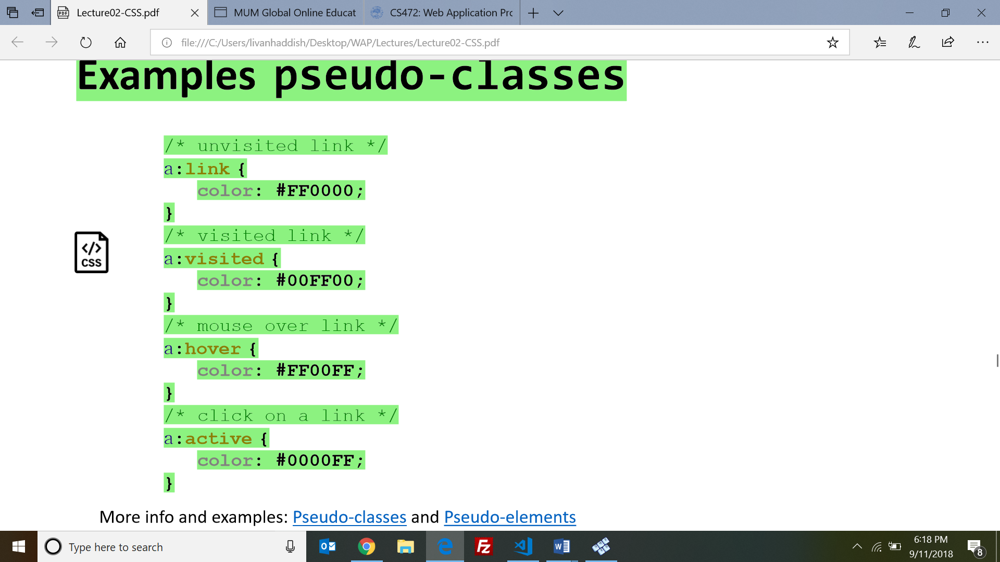 Lecture02-CSS.pdf
MUM Global Online Educat
CS472: Web Application Pro
file:///C:/Users/livanhaddish/Desktop/WAP/Lectures/Lecture02-CSS.pdf
Examples pseudo-classes
/* unvisited link */
a:link {
color: #FF0000;
}
/* visited link */
a:visited {
color: #00FF00;
}
/* mouse over link */
a:hover {
color: #FF00FF;
}
/* click on a link */
a:active {
color: #0000FF;
}
</>
CSS
More info and examples: Pseudo-classes and Pseudo-elements
Type here to search
6:18 PM
9/11/2018
8